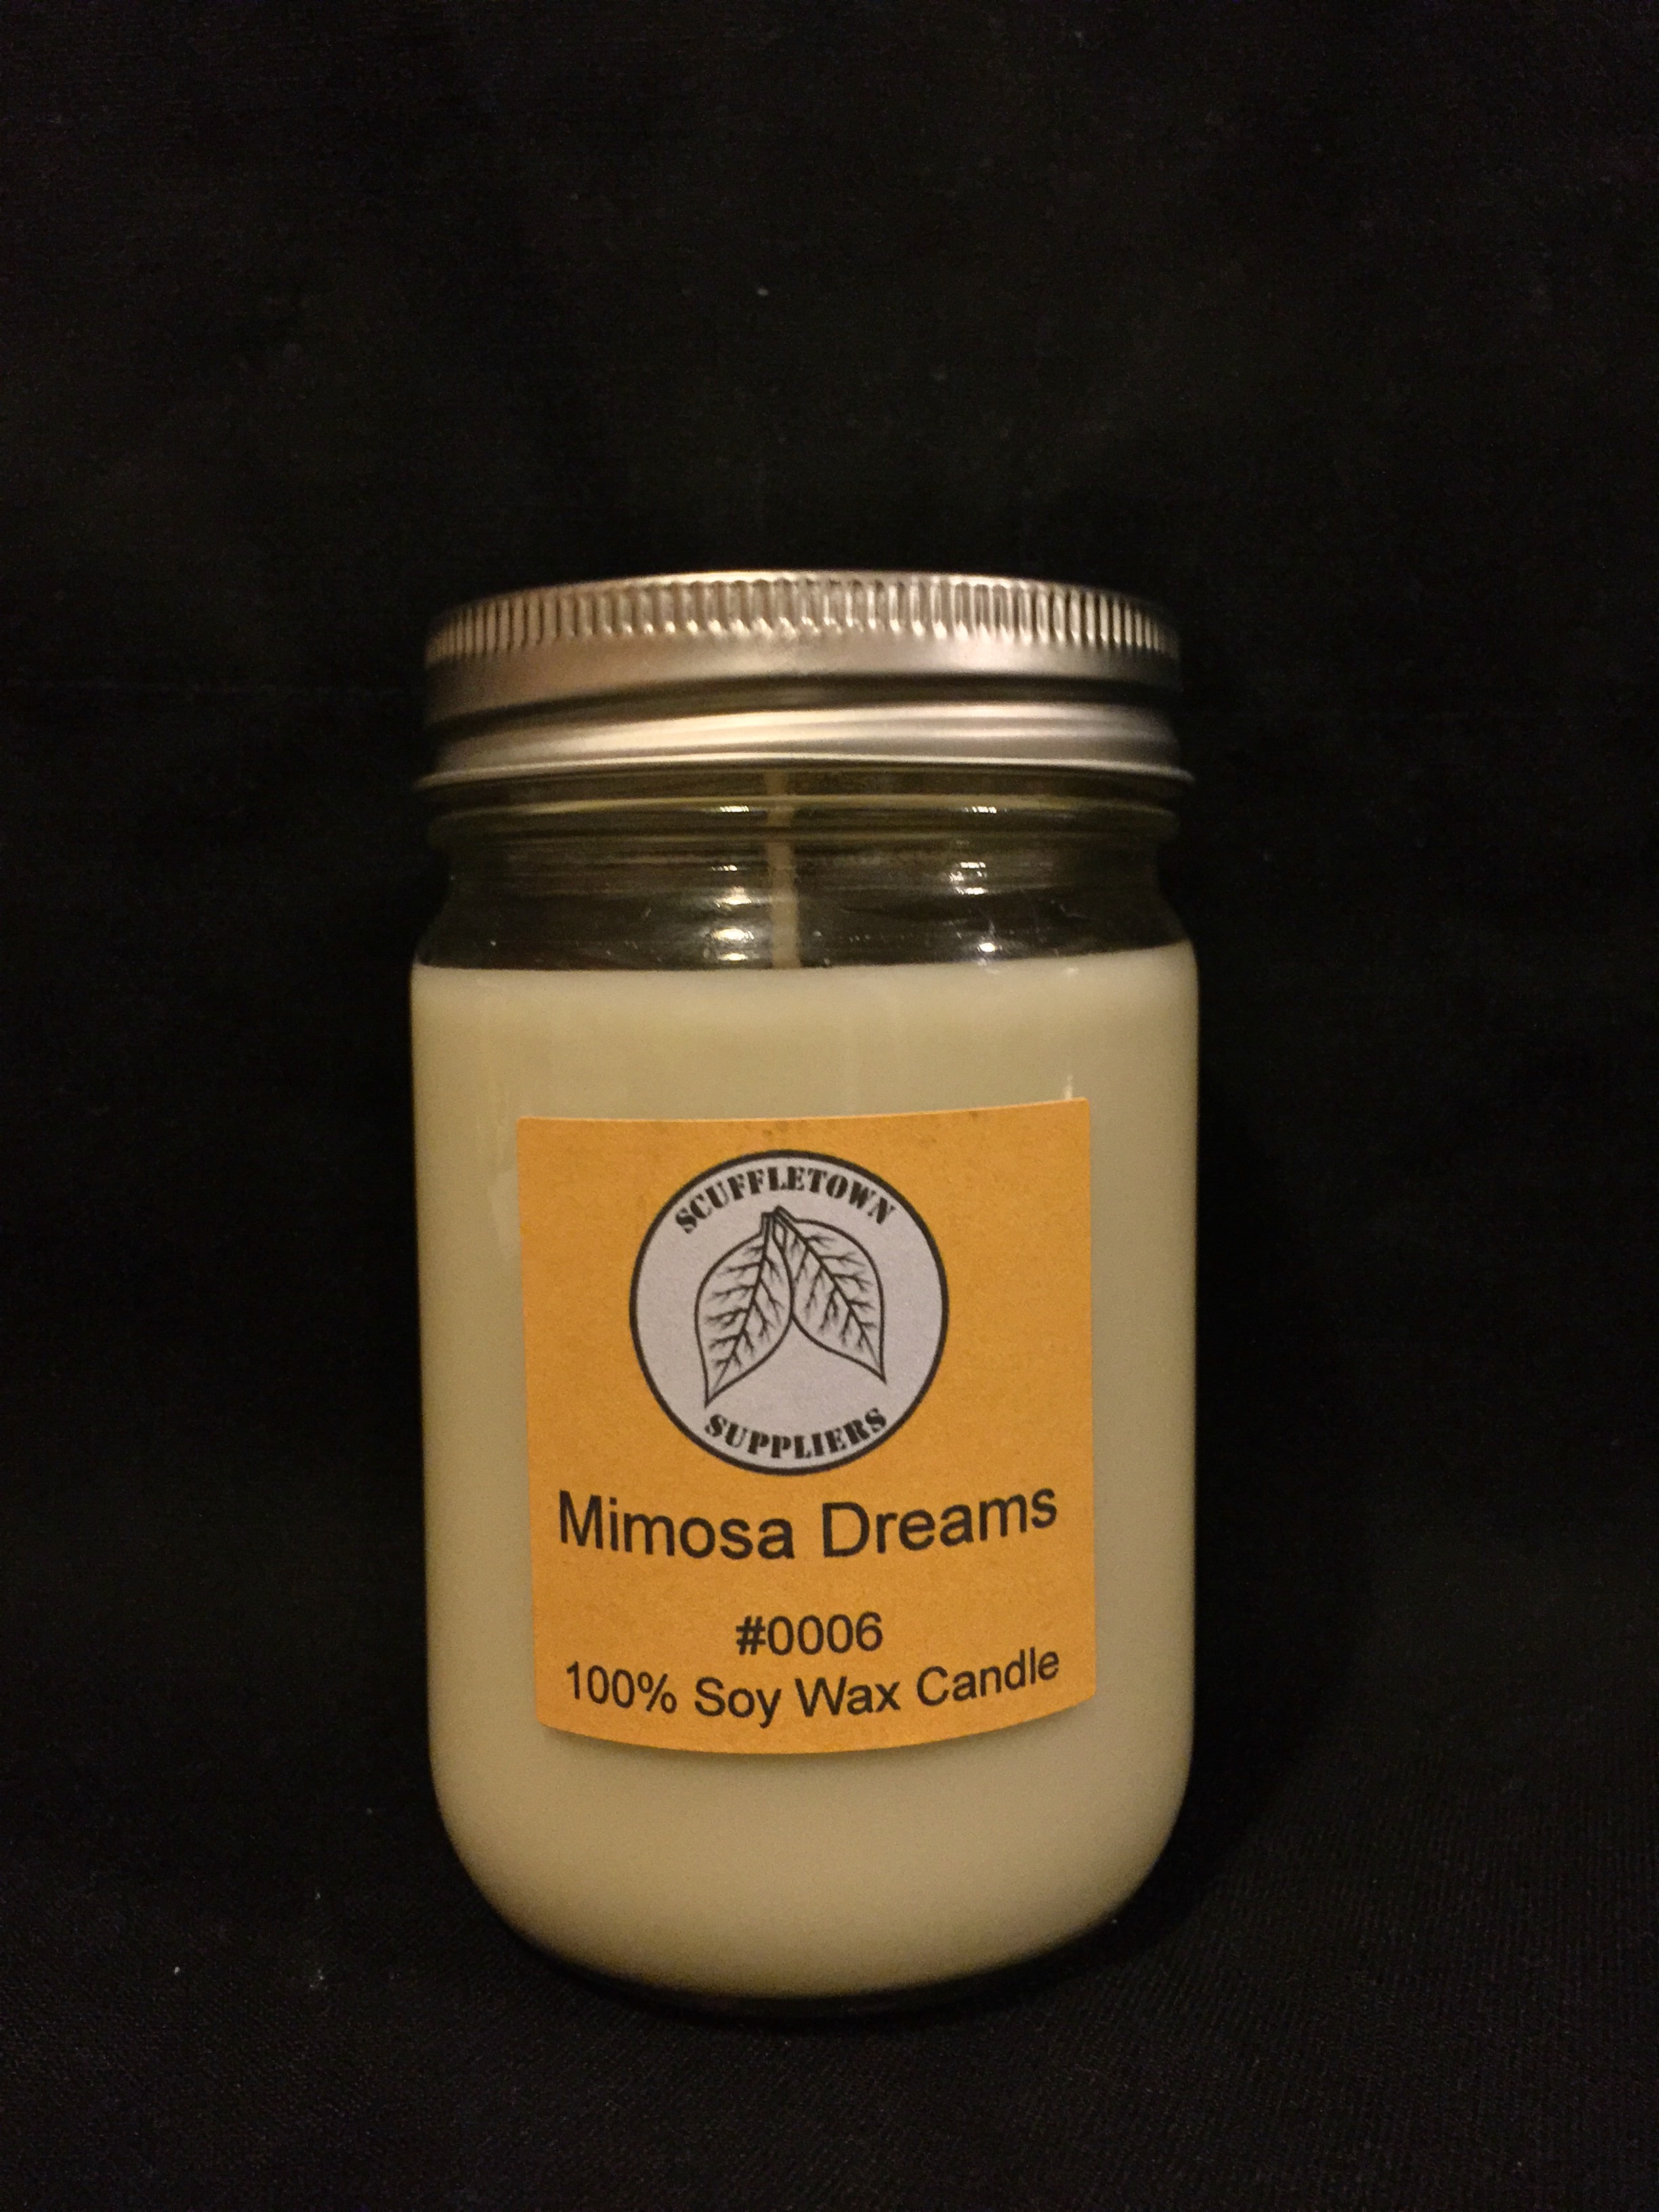 SCUFFLETOWN
SUPPLIERS
Mimosa Dreams
#0006
100% Soy Wax Candle